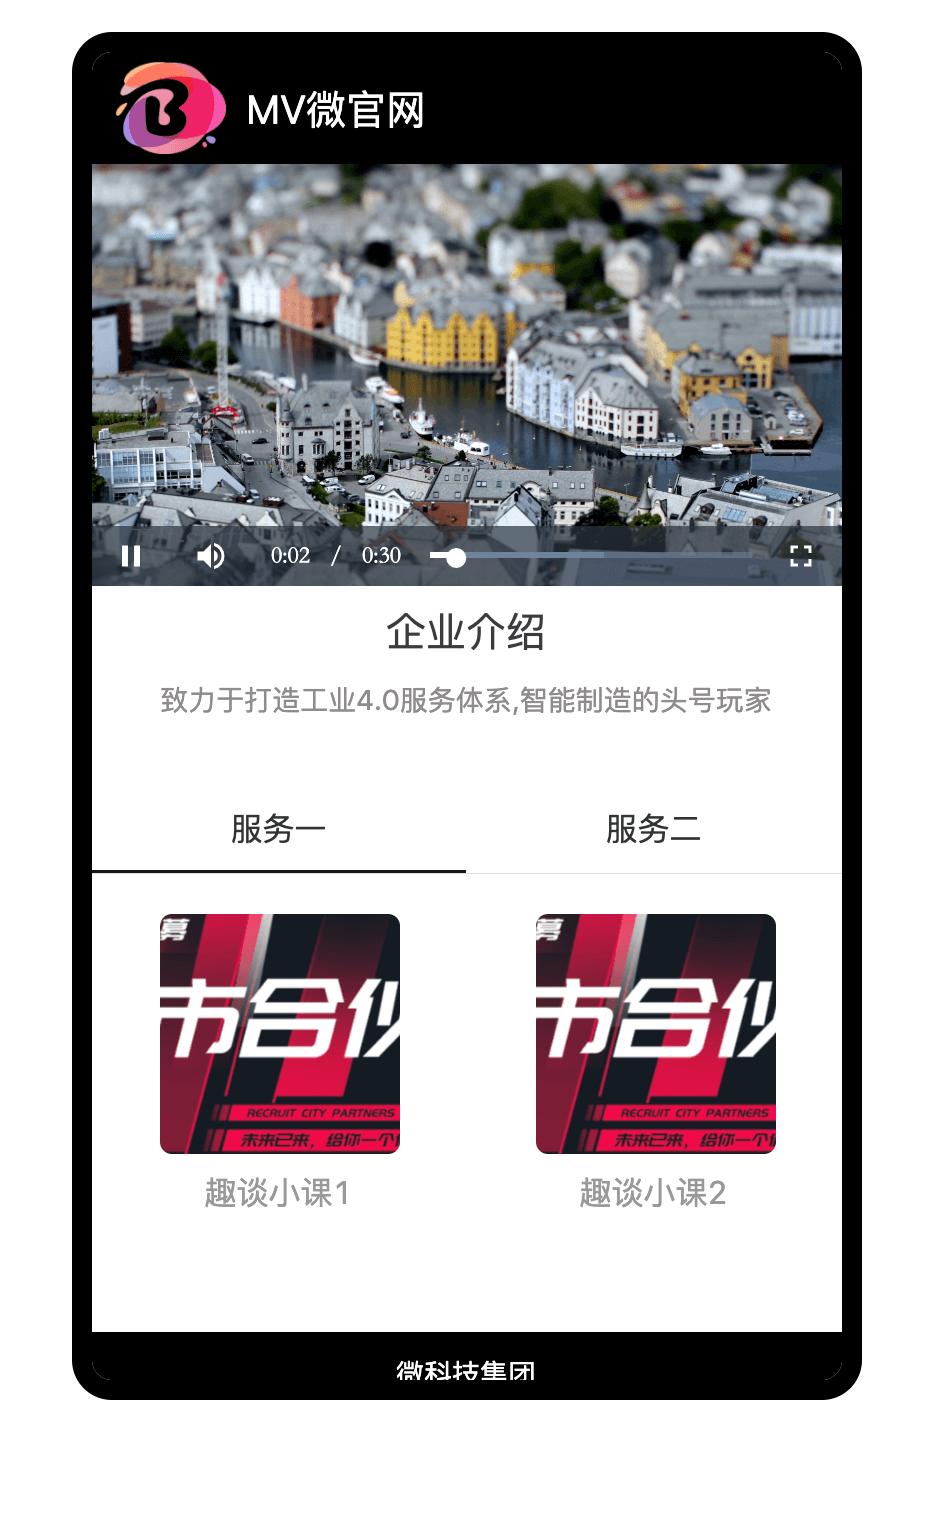 MV微官网
0:02 / 0:30
企业介绍
致力于打造工业4.0服务体系,智能制造的头号玩家
服务一
服务二
募
市合伙
RECRUIT CITY PARTNERS
未来已来，给你一个
募
市合伙
RECRUIT CITY PARTNERS
未来已来，给你一个
趣谈小课1
趣谈小课2
微科技集团